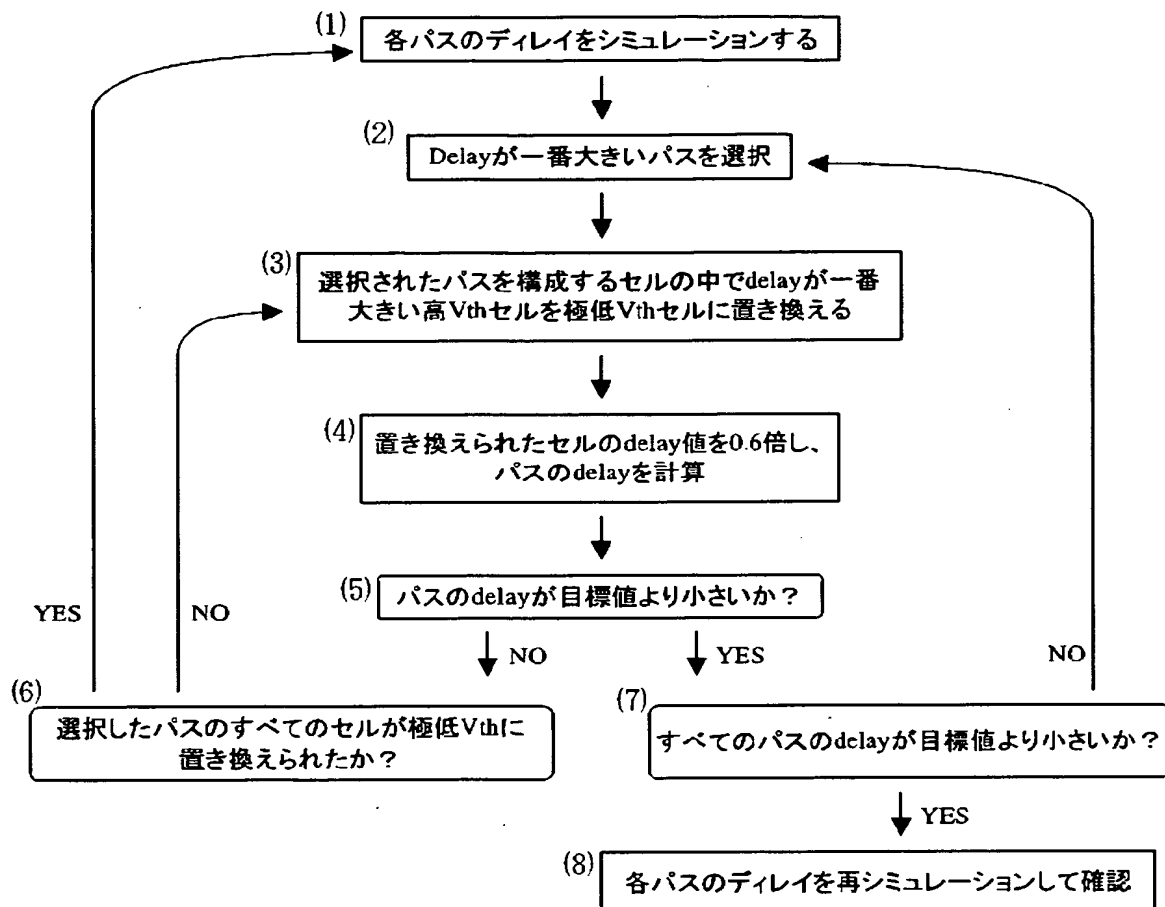 (1)
各パスのディレイをシミュレーションする
(2)
Delayが一番大きいパスを選択
(3)
選択されたパスを構成するセルの中でdelayが一番
大きい高Vthセルを極低Vthセルに置き換える
(4)
置き換えられたセルのdelay値を0.6倍し、
パスのdelayを計算
(5)
パスのdelayが目標値より小さいか？
YES
NO
NO
YES
NO
(6)
選択したパスのすべてのセルが極低Vthに
置き換えられたか？
(7)
すべてのパスのdelayが目標値より小さいか？
YES
(8)
各パスのディレイを再シミュレーションして確認